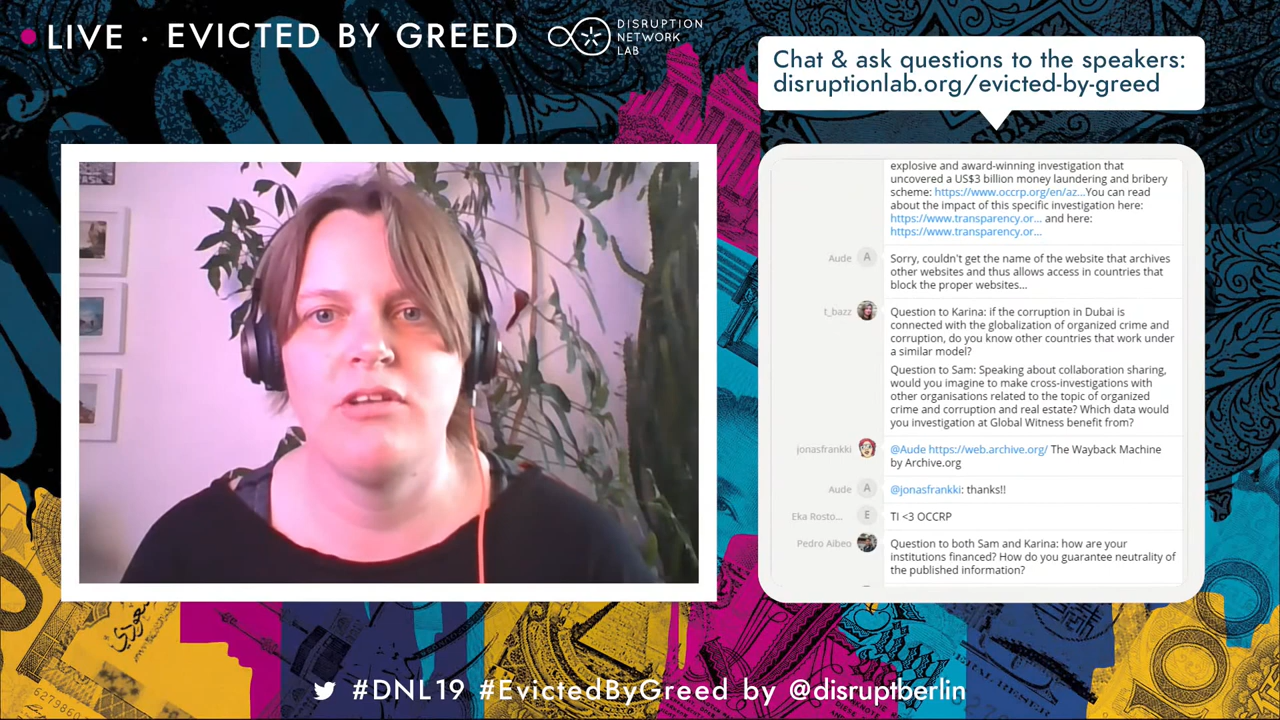 LIVE · EVICTED BY GREED
DISRUPTION
NETWORK
LAB
Chat & ask questions to the speakers:
disruptionlab.org/evicted-by-greed
explosive and award-winning investigation that
uncovered a US$3 billion money laundering and bribery
scheme: https://www.occrp.org/en/az...You can read
about the impact of this specific investigation here:
https://www.transparency.or... and here:
https://www.transparency.or...
Aude A Sorry, couldn't get the name of the website that archives
other websites and thus allows access in countries that
block the proper websites...
t_bazz Question to Karina: if the corruption in Dubai is
connected with the globalization of organized crime and
corruption, do you know other countries that work under
a similar model?
Question to Sam: Speaking about collaboration sharing,
would you imagine to make cross-investigations with
other organisations related to the topic of organized
crime and corruption and real estate? Which data would
you investigation at Global Witness benefit from?
jonasfrankki @Aude https://web.archive.org/ The Wayback Machine
by Archive.org
Aude A @jonasfrankki: thanks!!
Eka Rosto... E TI <3 OCCRP
Pedro Aibeo Question to both Sam and Karina: how are your
institutions financed? How do you guarantee neutrality of
the published information?
#DNL19 #EvictedByGreed by @disruptberlin